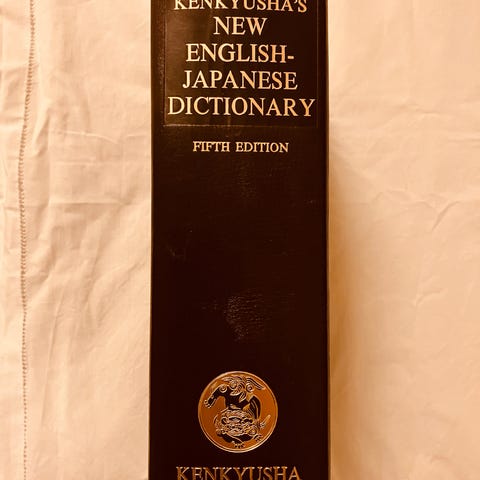 KENKYUSHA'S
NEW
ENGLISH-
JAPANESE
DICTIONARY
FIFTH EDITION
KENKYUSHA